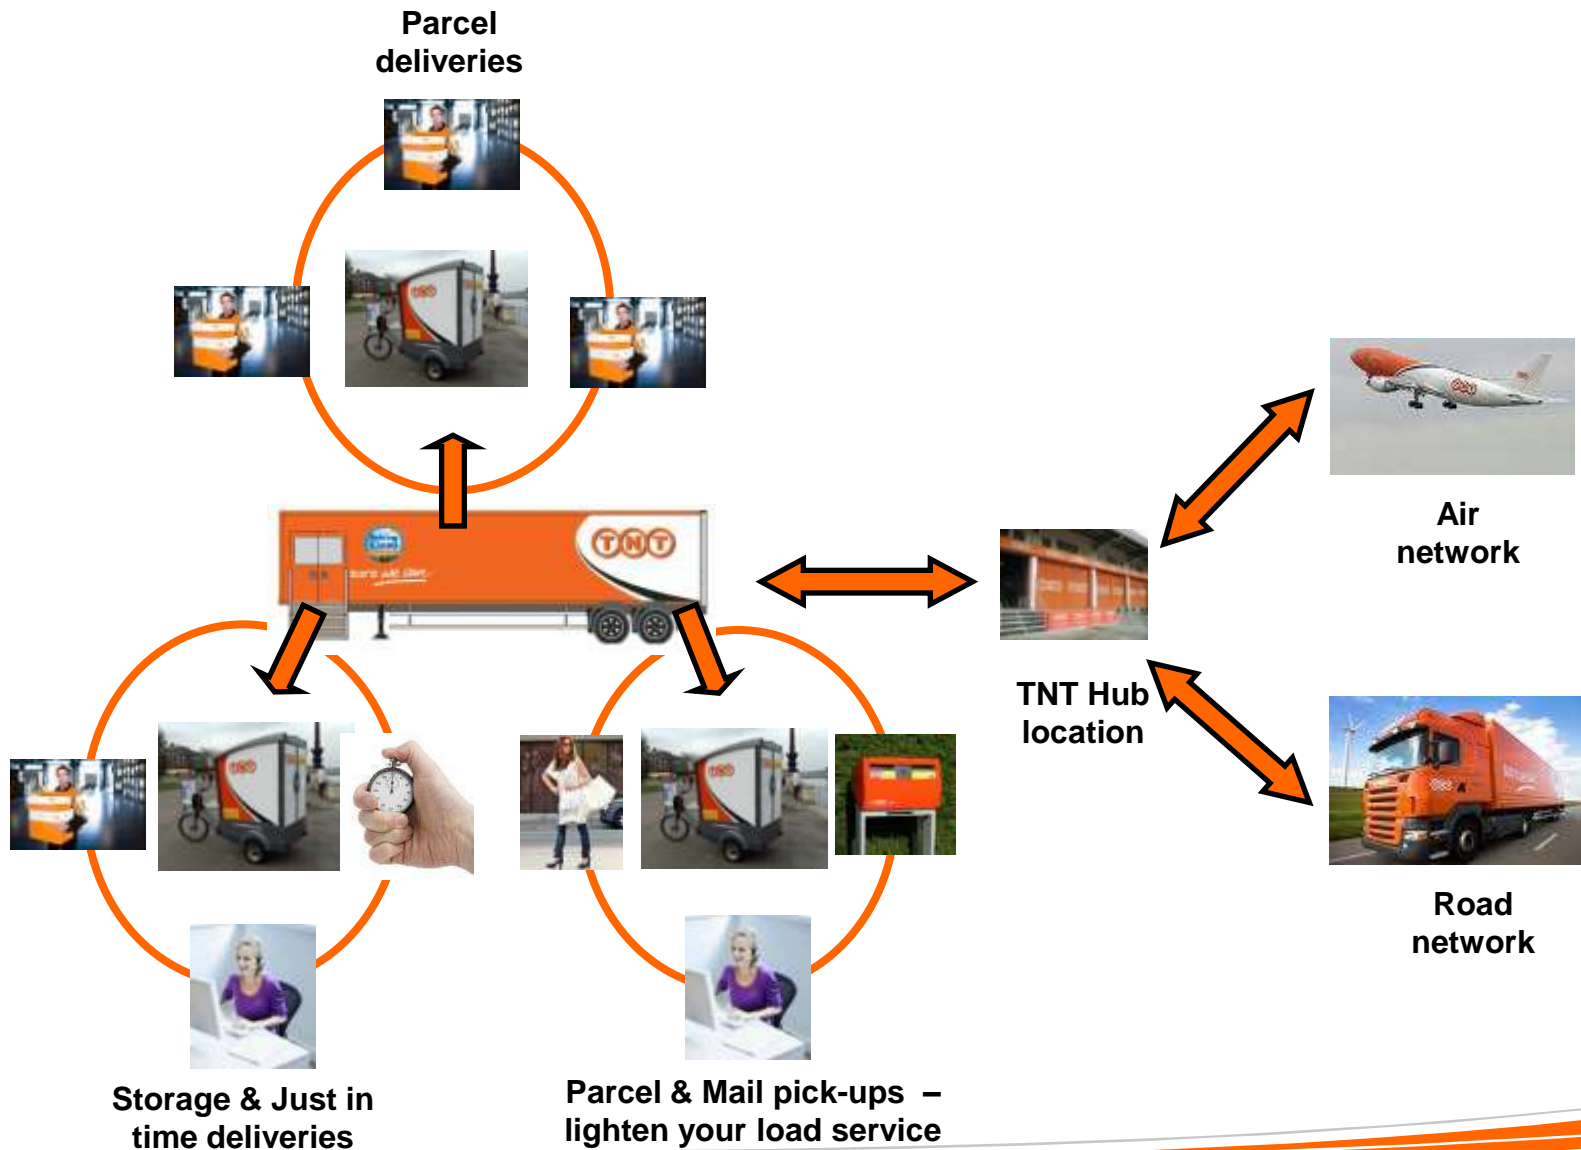 Parcel
deliveries
TNT
Air
network
TNT Hub
location
Road
network
Storage & Just in
time deliveries
Parcel & Mail pick-ups –
lighten your load service